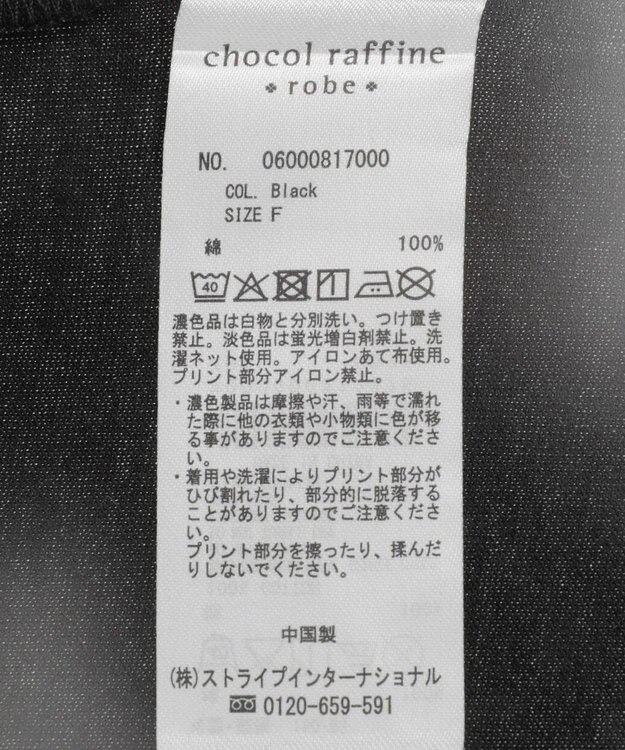 chocol raffine
robe
NO. 06000817000
COL. Black
SIZE F
綿 100%
40
濃色品は白物と分別洗い。つけ置き
禁止。淡色品は蛍光増白剤禁止。洗
濯ネット使用。アイロンあて布使用。
プリント部分アイロン禁止。
・濃色製品は摩擦や汗、雨等で濡れ
た際に他の衣類や小物類に色が移
る事がありますのでご注意くださ
い。
・着用や洗濯によりプリント部分が
ひび割れたり、部分的に脱落する
ことがありますのでご注意くださ
い。
プリント部分を擦ったり、揉んだ
りしないでください。
中国製
(株)ストライプインターナショナル
0120-659-591